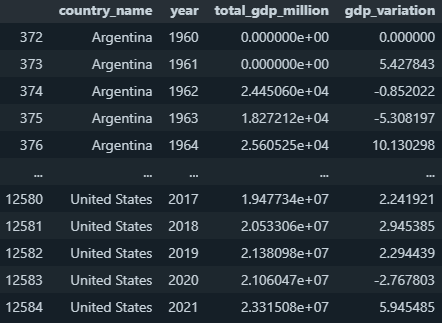 country_name year total_gdp_million gdp_variation
372 Argentina 1960 0.000000e+00 0.000000
373 Argentina 1961 0.000000e+00 5.427843
374 Argentina 1962 2.445060e+04 -0.852022
375 Argentina 1963 1.827212e+04 -5.308197
376 Argentina 1964 2.560525e+04 10.130298
... ... ... ... ...
12580 United States 2017 1.947734e+07 2.241921
12581 United States 2018 2.053306e+07 2.945385
12582 United States 2019 2.138098e+07 2.294439
12583 United States 2020 2.106047e+07 -2.767803
12584 United States 2021 2.331508e+07 5.945485